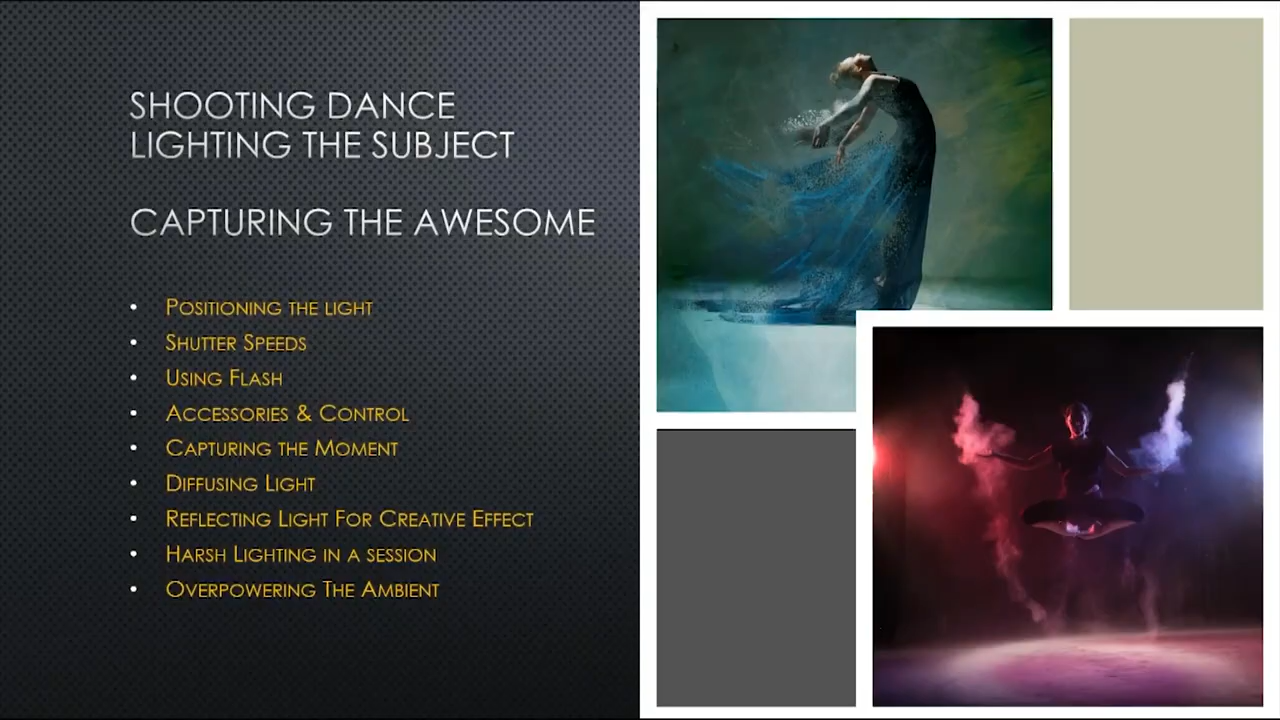 SHOOTING DANCE
LIGHTING THE SUBJECT
CAPTURING THE AWESOME
• POSITIONING THE LIGHT
• SHUTTER SPEEDS
• USING FLASH
• ACCESSORIES & CONTROL
• CAPTURING THE MOMENT
• DIFFUSING LIGHT
• REFLECTING LIGHT FOR CREATIVE EFFECT
• HARSH LIGHTING IN A SESSION
• OVERPOWERING THE AMBIENT